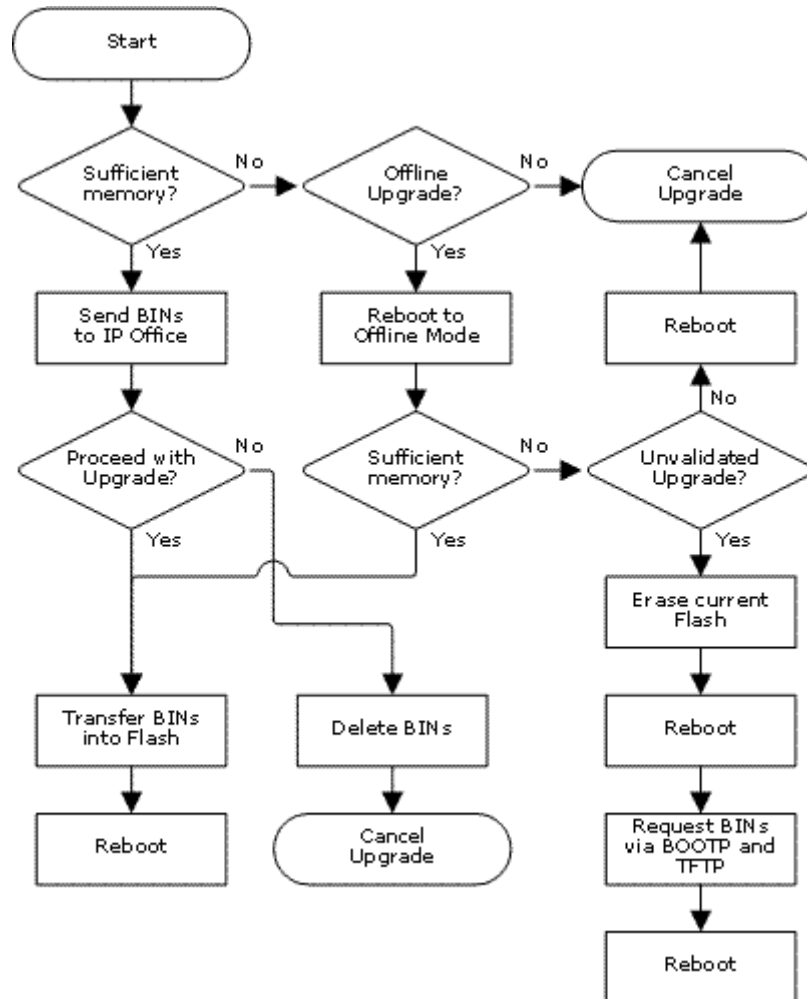 Start
Sufficient
memory?
No
Offline
Upgrade?
No
Cancel
Upgrade
Yes
Yes
Send BINs
to IP Office
Reboot to
Offline Mode
Reboot
No
Proceed with
Upgrade?
No
Sufficient
memory?
No
Unvalidated
Upgrade?
Yes
Yes
Yes
Erase current
Flash
Transfer BINs
into Flash
Delete BINs
Reboot
Reboot
Cancel
Upgrade
Request BINs
via BOOTP and
TFTP
Reboot